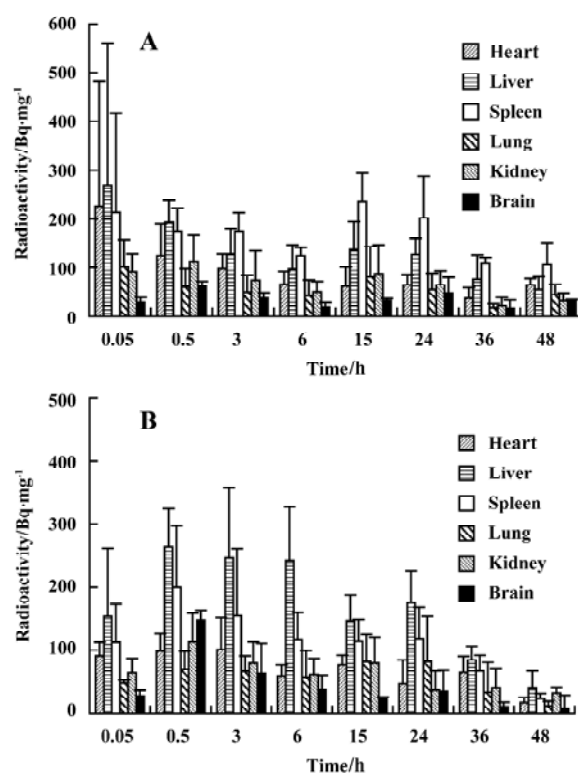 600
A
500
400
300
200
100
0
Radioactivity/Bq·mg-1
Heart
Liver
Spleen
Lung
Kidney
Brain
0.05 0.5 3 6 15 24 36 48
Time/h
500
B
400
300
200
100
0
Radioactivity/Bq·mg-1
Heart
Liver
Spleen
Lung
Kidney
Brain
0.05 0.5 3 6 15 24 36 48
Time/h